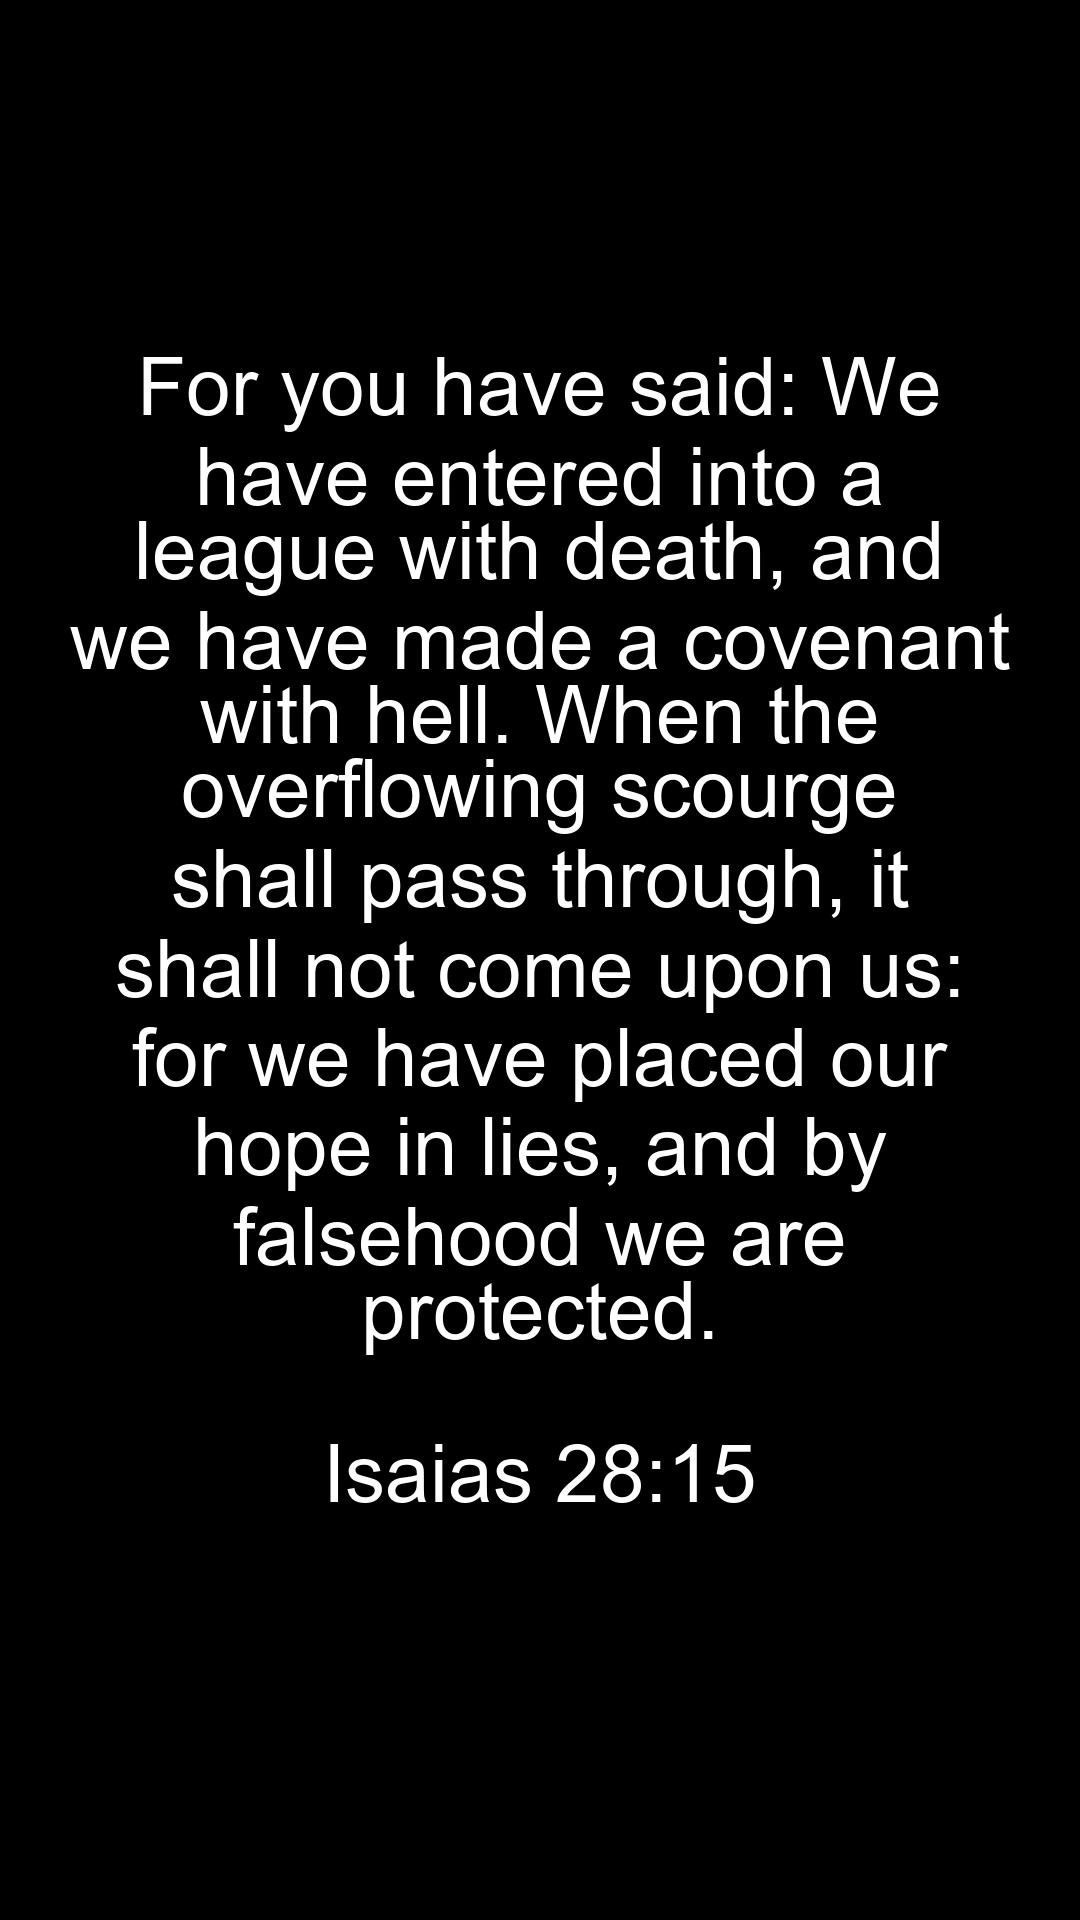 For you have said: We
have entered into a
league with death, and
we have made a covenant
with hell. When the
overflowing scourge
shall pass through, it
shall not come upon us:
for we have placed our
hope in lies, and by
falsehood we are
protected.
Isaias 28:15